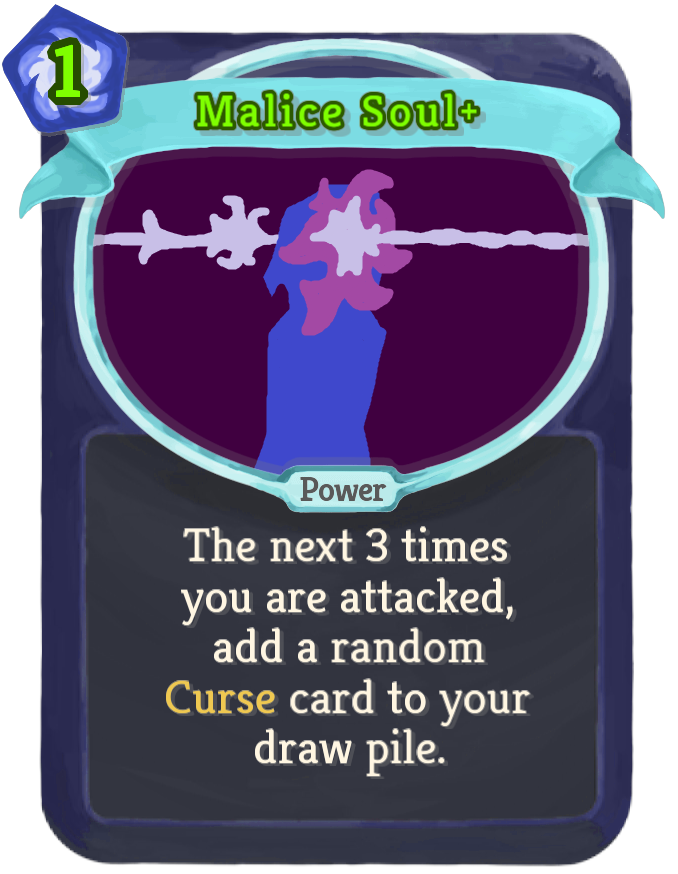 1
Malice Soul+
Power
The next 3 times
you are attacked,
add a random
Curse card to your
draw pile.